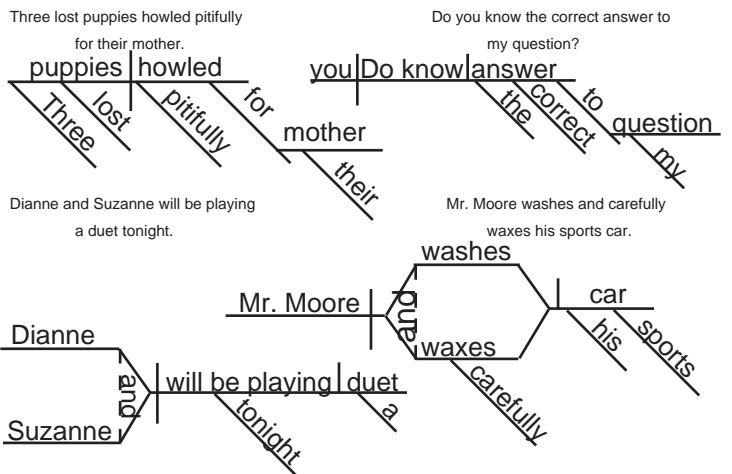 Three lost puppies howled pitifully
for their mother.
puppies howled
Three
lost
pitifully
for
mother
their
Do you know the correct answer to
my question?
you Do know answer
the
correct
to
question
my
Dianne and Suzanne will be playing
a duet tonight.
Dianne
and
Suzanne
will be playing duet
tonight
a
Mr. Moore washes and carefully
waxes his sports car.
Mr. Moore
washes
and
waxes
carefully
car
his
sports